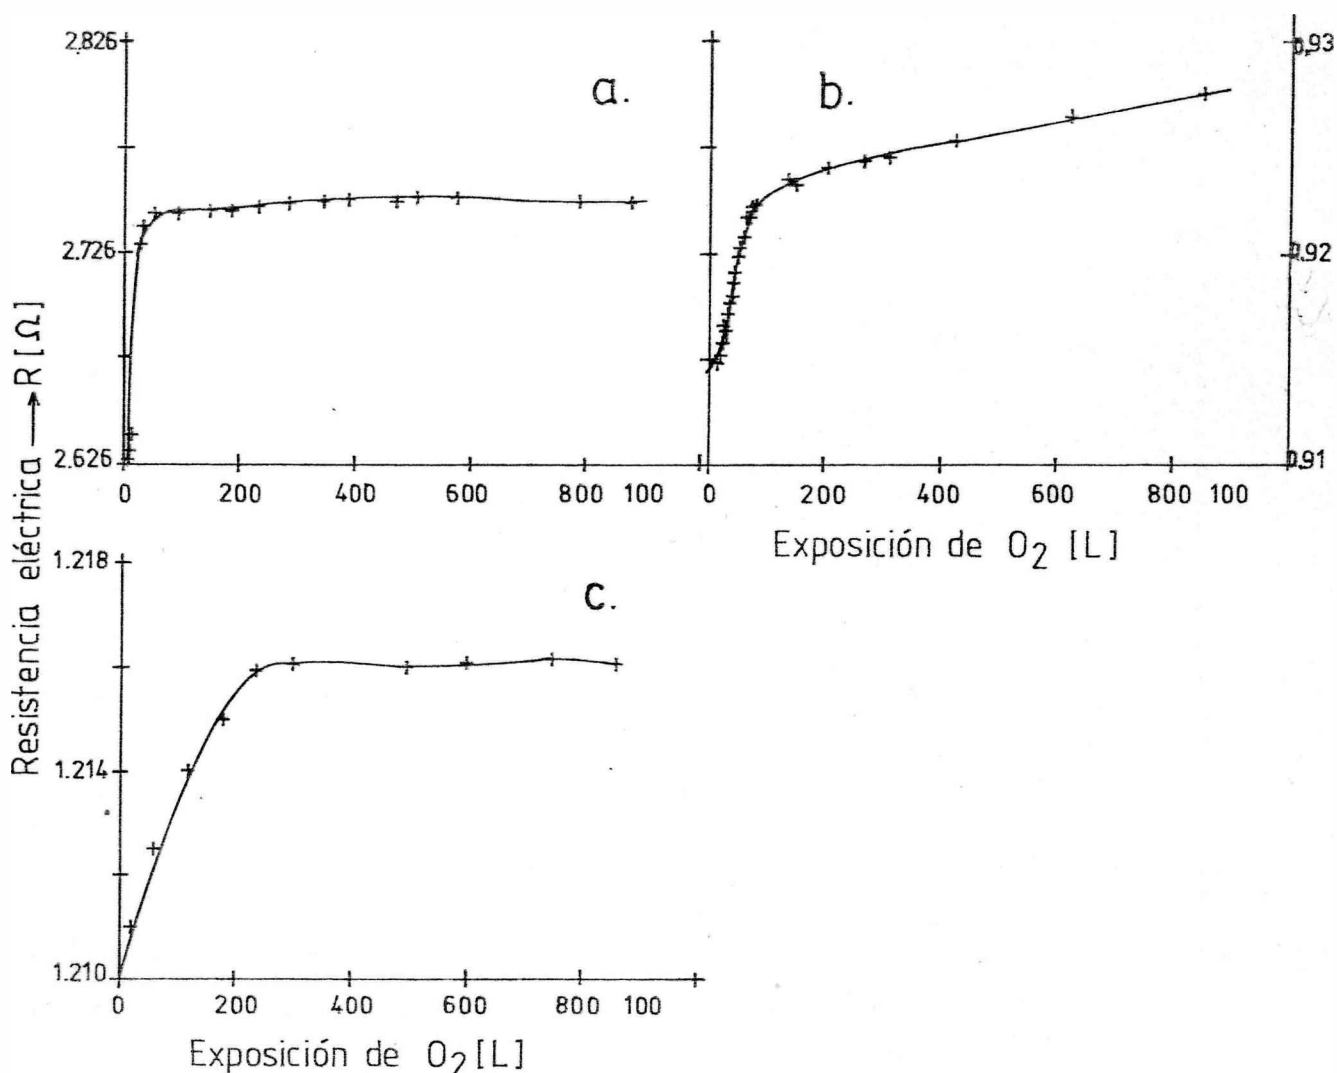 Resistencia eléctrica → R [Ω]
2.826
a.
2.726
2.626
0 200 400 600 100
b.
0.93
0.92
0.91
0 200 400 600 800 100
Exposición de O2 [L]
1.218
c.
1.214
1.210
0 200 400 600 800 100
Exposición de O2 [L]